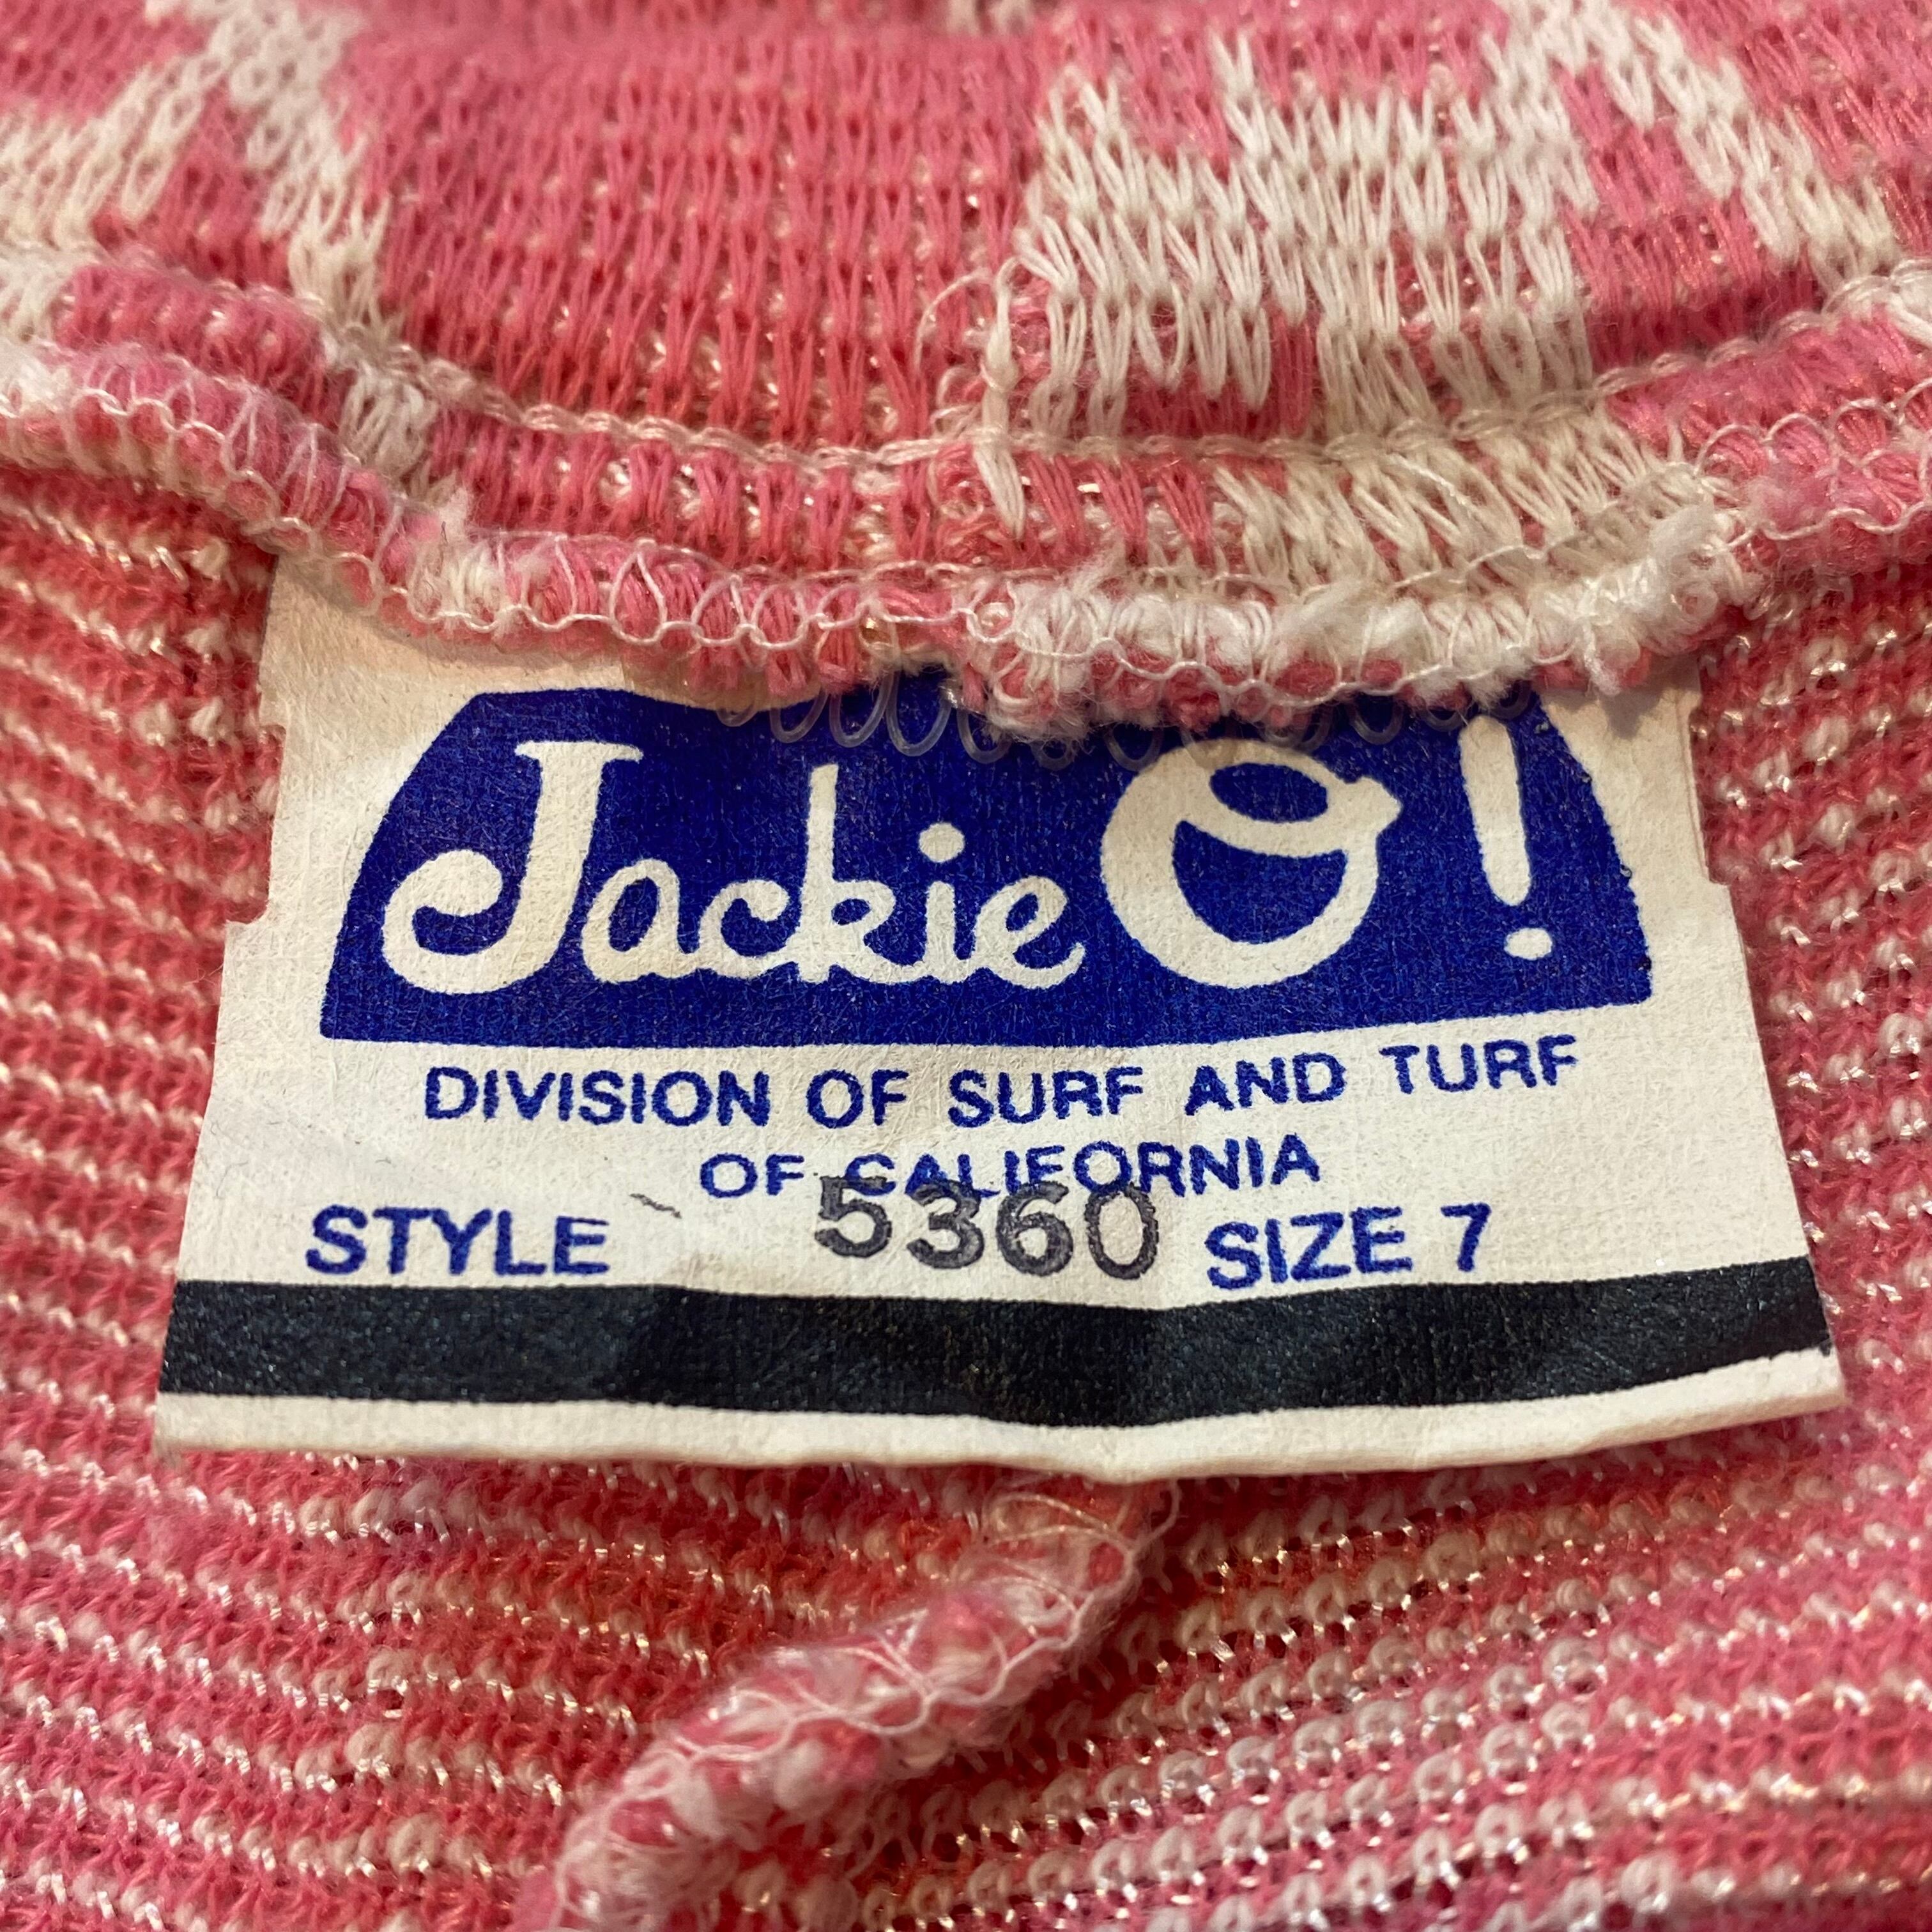 Jackie O!
DIVISION OF SURF AND TURF
OF CALIFORNIA
STYLE 5360 SIZE 7